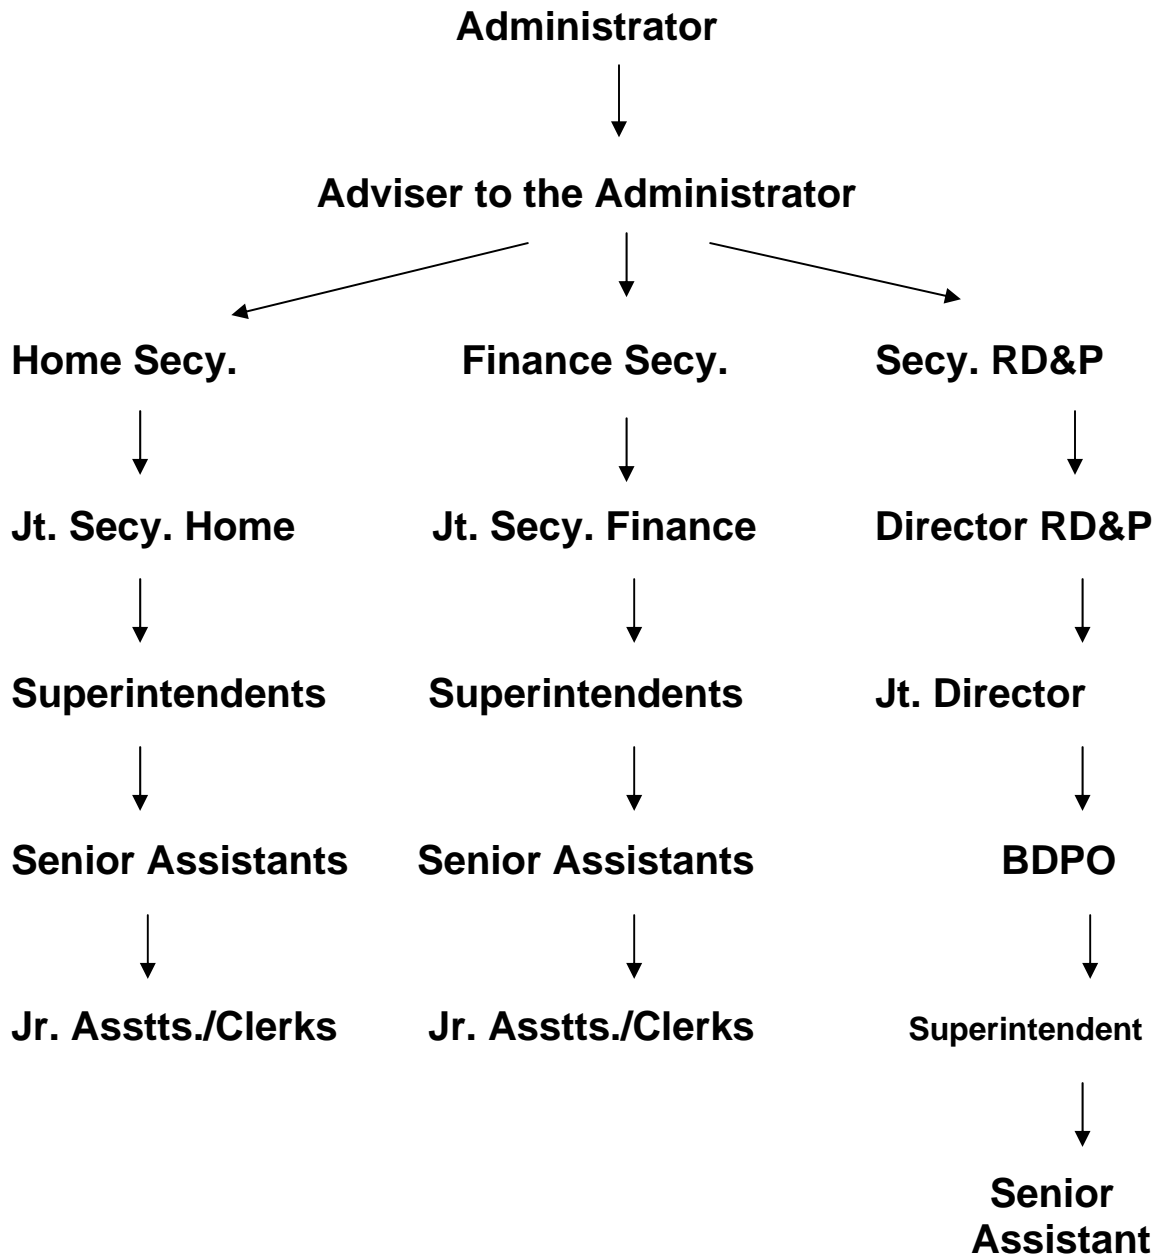 Administrator
Adviser to the Administrator
Home Secy. Finance Secy. Secy. RD&P
Jt. Secy. Home Jt. Secy. Finance Director RD&P
Superintendents Superintendents Jt. Director
Senior Assistants Senior Assistants BDPO
Jr. Asstts./Clerks Jr. Asstts./Clerks Superintendent
Senior
Assistant